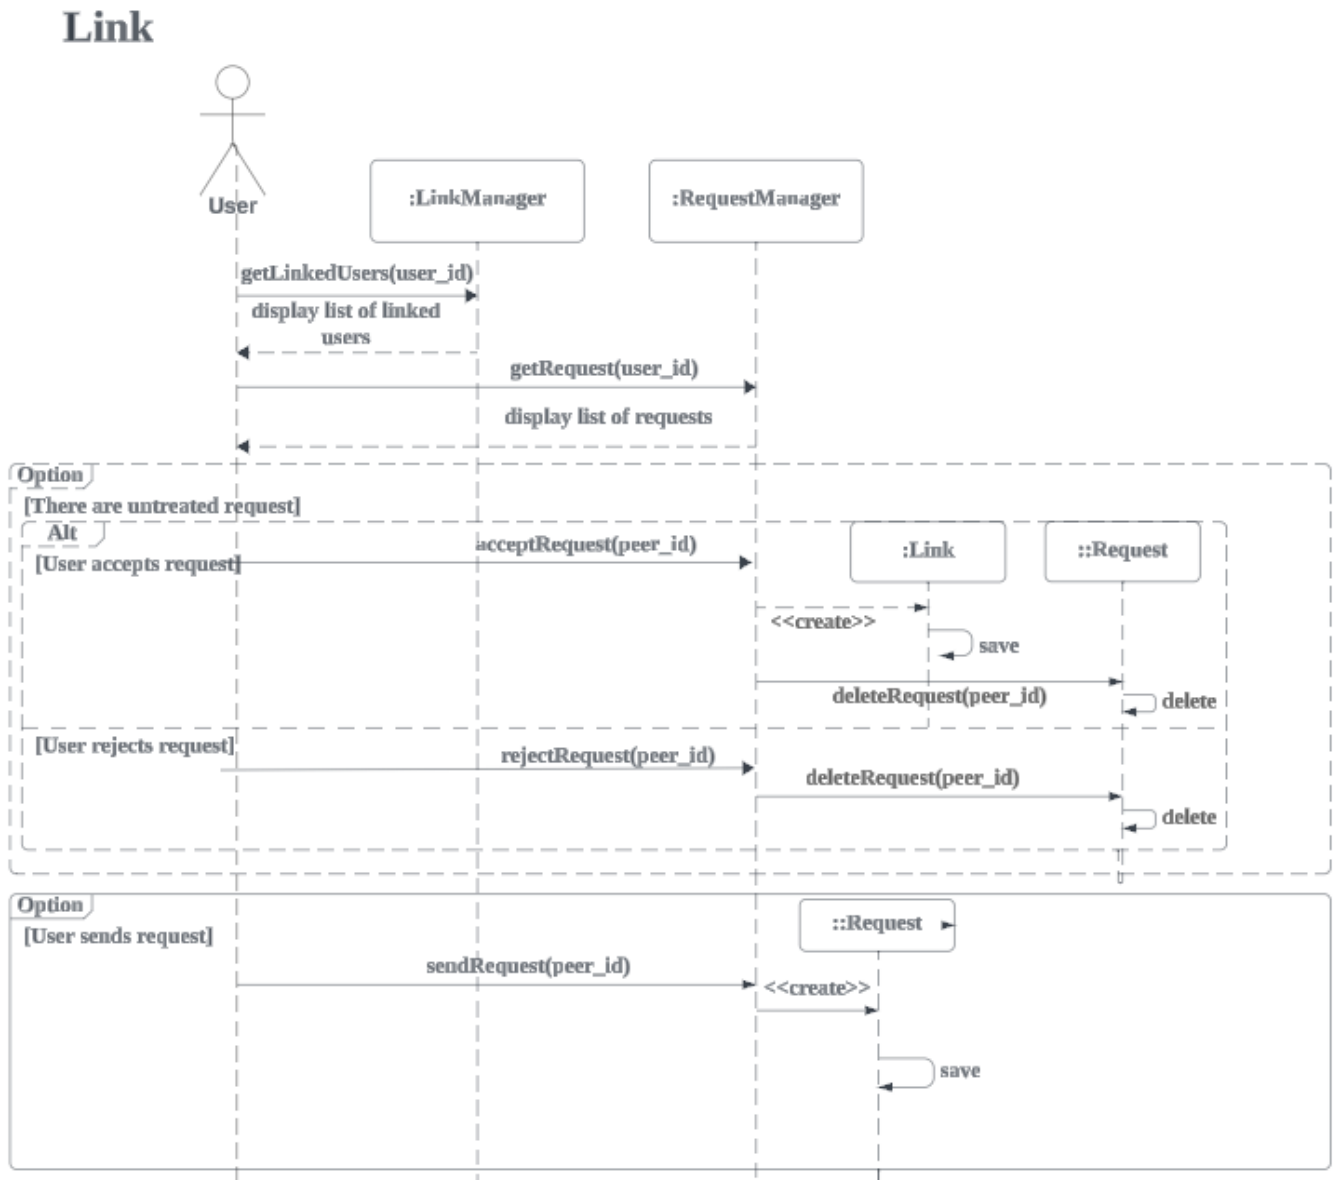 Link
User
:LinkManager
:RequestManager
getLinkedUsers(user_id)
display list of linked
users
getRequest(user_id)
display list of requests
Option
[There are untreated request]
Alt
acceptRequest(peer_id)
:Link
::Request
[User accepts request]
<<create>>
save
deleteRequest(peer_id)
delete
[User rejects request]
rejectRequest(peer_id)
deleteRequest(peer_id)
delete
Option
[User sends request]
::Request
sendRequest(peer_id)
<<create>>
save